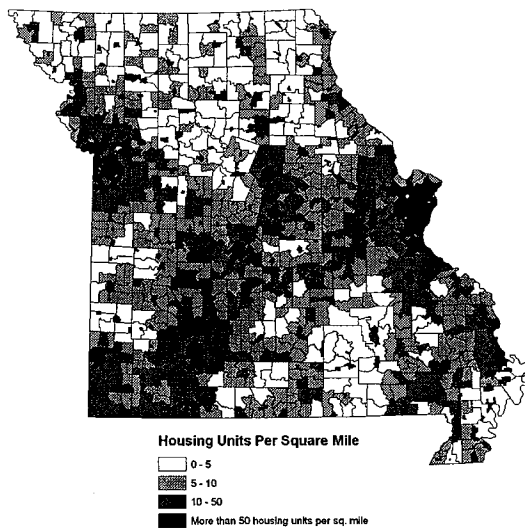 Housing Units Per Square Mile
0 - 5
5 - 10
10 - 50
More than 50 housing units per sq. mile